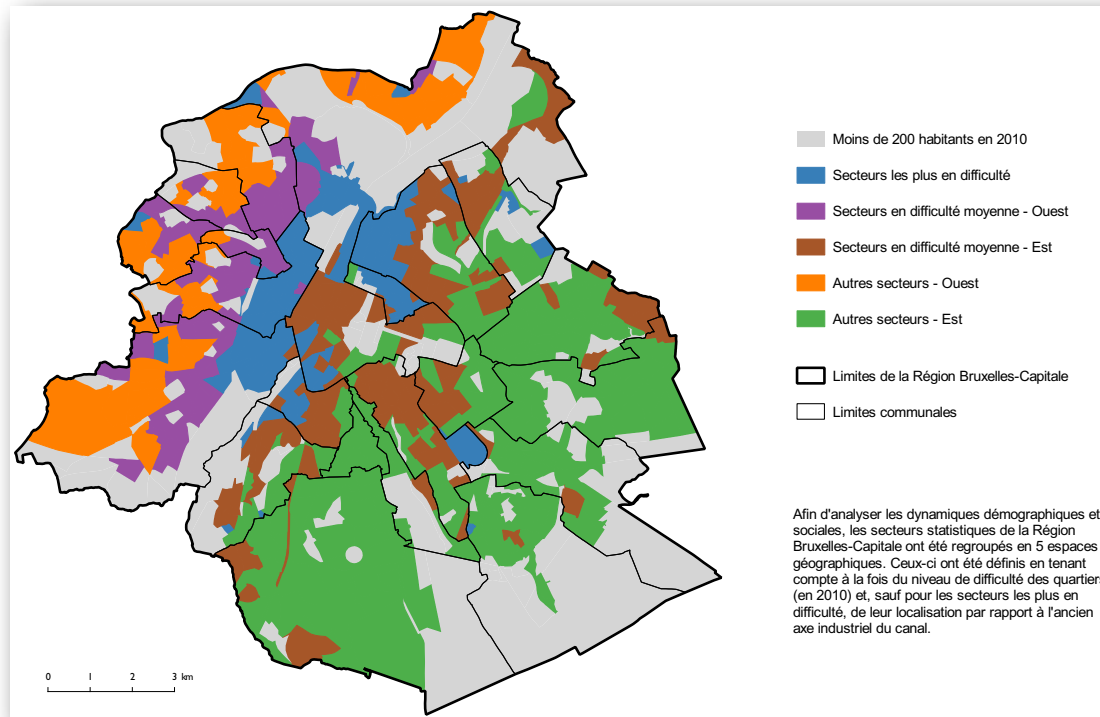 Moins de 200 habitants en 2010
Secteurs les plus en difficulté
Secteurs en difficulté moyenne - Ouest
Secteurs en difficulté moyenne - Est
Autres secteurs - Ouest
Autres secteurs - Est
Limites de la Région Bruxelles-Capitale
Limites communales
Afin d'analyser les dynamiques démographiques et
sociales, les secteurs statistiques de la Région
Bruxelles-Capitale ont été regroupés en 5 espaces
géographiques. Ceux-ci ont été définis en tenant
compte à la fois du niveau de difficulté des quartiers
(en 2010) et, sauf pour les secteurs les plus en
difficulté, de leur localisation par rapport à l'ancien
axe industriel du canal.
0 1 2 3 km